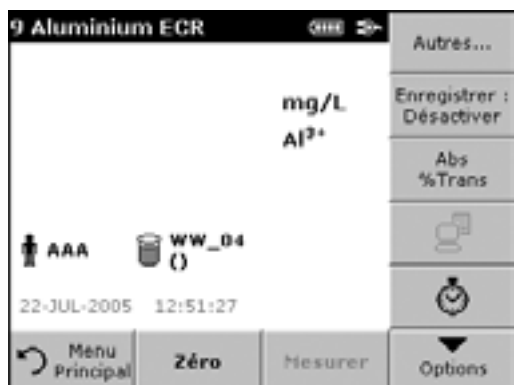 9 Aluminium ECR
Autres...
mg/L
Al³⁺
Enregistrer :
Désactiver
Abs
%Trans
AAA
WW_04
()
22-JUL-2005 12:51:27
Menu
Principal
Zéro
Mesurer
Options